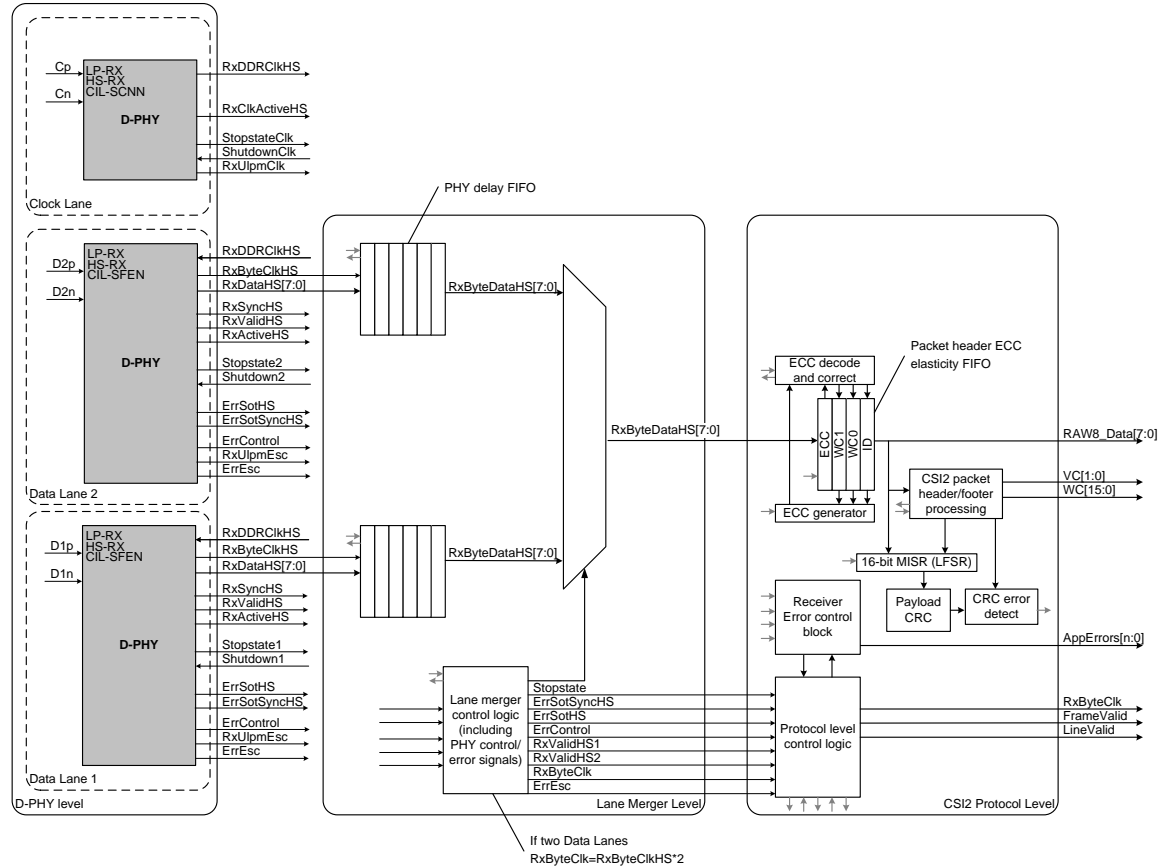 Cp
Cn
LP-RX
HS-RX
CIL-SCNN
D-PHY
RxDDRClkHS
RxClkActiveHS
StopstateClk
ShutdownClk
RxUlpmClk
Clock Lane
D2p
D2n
LP-RX
HS-RX
CIL-SFEN
D-PHY
RxDDRClkHS
RxByteClkHS
RxDataHS[7:0]
RxSyncHS
RxValidHS
RxActiveHS
Stopstate2
Shutdown2
ErrSotHS
ErrSotSyncHS
ErrControl
RxUlpmEsc
ErrEsc
Data Lane 2
D1p
D1n
LP-RX
HS-RX
CIL-SFEN
D-PHY
RxDDRClkHS
RxByteClkHS
RxDataHS[7:0]
RxSyncHS
RxValidHS
RxActiveHS
Stopstate1
Shutdown1
ErrSotHS
ErrSotSyncHS
ErrControl
RxUlpmEsc
ErrEsc
Data Lane 1
D-PHY level
PHY delay FIFO
RxByteDataHS[7:0]
RxByteDataHS[7:0]
RxByteDataHS[7:0]
Lane merger
control logic
(including
PHY control/
error signals)
Stopstate
ErrSotSyncHS
ErrSotHS
ErrControl
RxValidHS1
RxValidHS2
RxByteClk
ErrEsc
Lane Merger Level
If two Data Lanes
RxByteClk=RxByteClkHS*2
Packet header ECC
elasticity FIFO
ECC decode
and correct
ECC
WC1
WC0
ID
ECC generator
CSI2 packet
header/footer
processing
16-bit MISR (LFSR)
Payload
CRC
CRC error
detect
Receiver
Error control
block
Protocol level
control logic
RAW8_Data[7:0]
VC[1:0]
WC[15:0]
AppErrors[n:0]
RxByteClk
FrameValid
LineValid
CSI2 Protocol Level